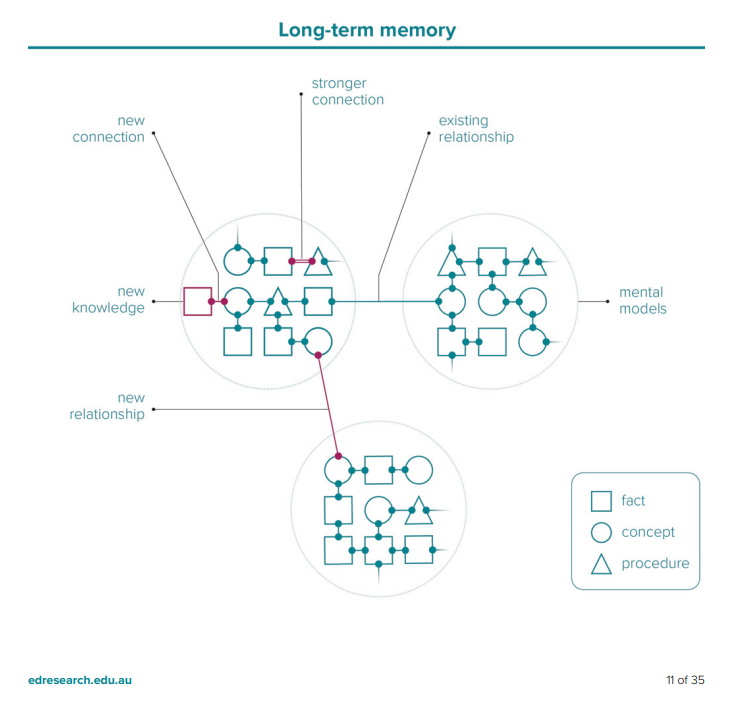 Long-term memory
stronger
connection
new
connection
existing
relationship
new
knowledge
mental
models
new
relationship
fact
concept
procedure
edresearch.edu.au
11 of 35